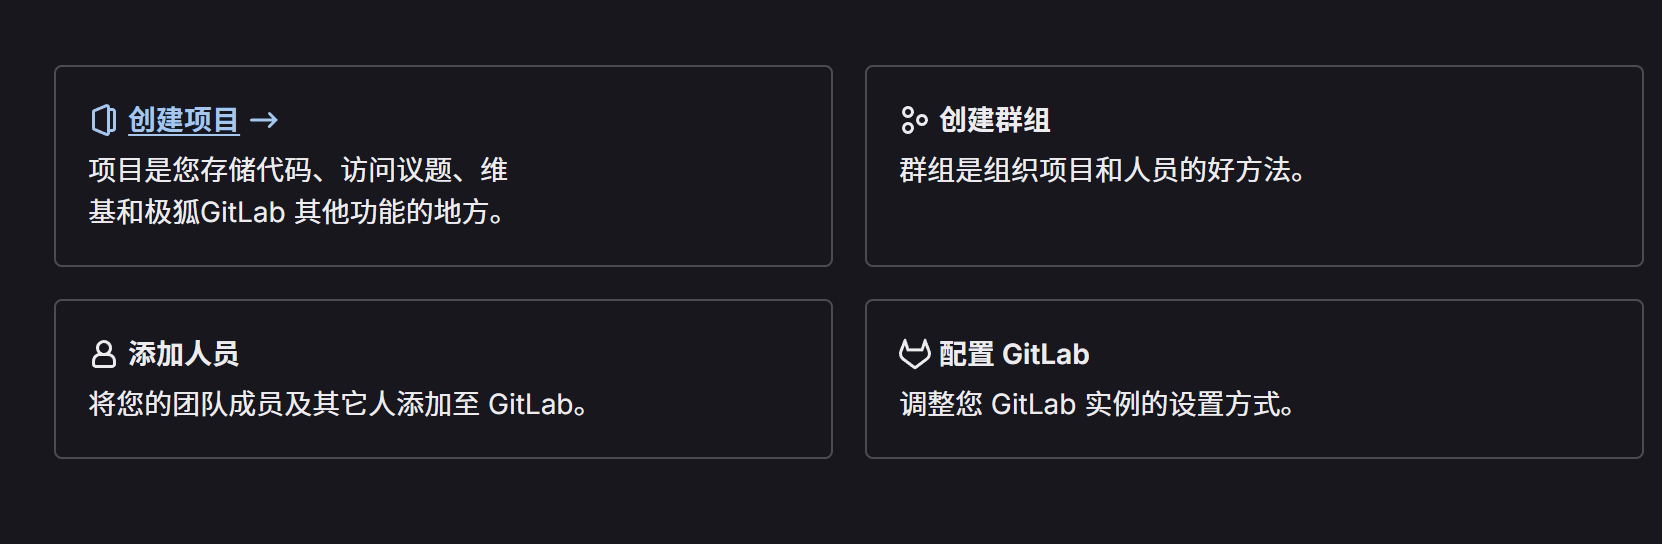 创建项目 →
项目是您存储代码、访问议题、维
基和极狐GitLab 其他功能的地方。
创建群组
群组是组织项目和人员的好方法。
添加人员
将您的团队成员及其它人添加至 GitLab。
配置 GitLab
调整您 GitLab 实例的设置方式。